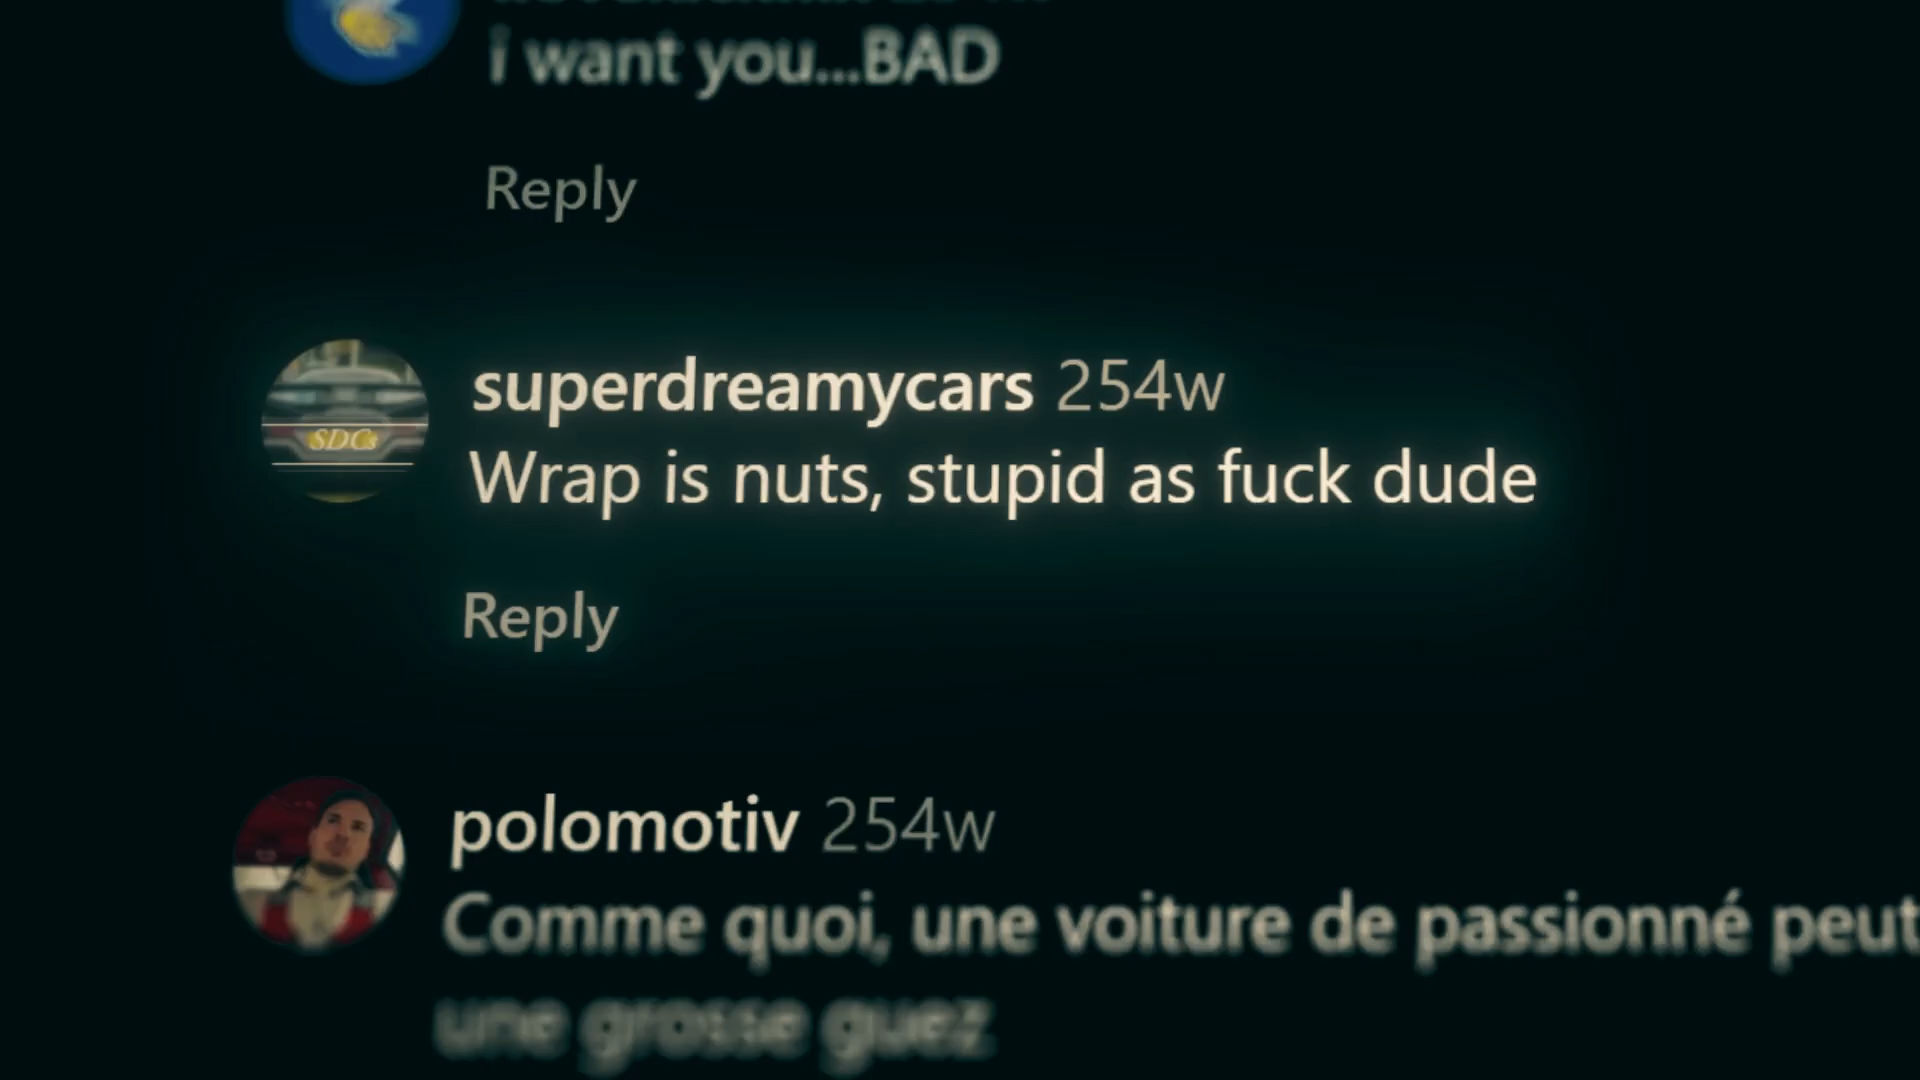 i want you...BAD
Reply
SDCs
superdreamycars 254w
Wrap is nuts, stupid as fuck dude
Reply
polomotiv 254w
Comme quoi, une voiture de passionné peut
une grosse guez